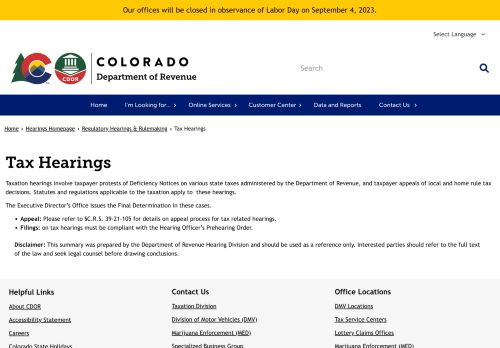 Our offices will be closed in observance of Labor Day on September 4, 2023.
Select Language
COLORADO
Department of Revenue
CDOR
Search
Home
I'm Looking for...
Online Services
Customer Center
Data and Reports
Contact Us
Home › Hearings Homepage › Regulatory Hearings & Rulemaking › Tax Hearings
Tax Hearings
Taxation hearings involve taxpayer protests of Deficiency Notices on various state taxes administered by the Department of Revenue, and taxpayer appeals of local and home rule tax
decisions. Statutes and regulations applicable to the taxation apply to these hearings.
The Executive Director's Office issues the Final Determination in these cases.
• Appeal: Please refer to §C.R.S. 39-21-105 for details on appeal process for tax related hearings.
• Filings: on tax hearings must be compliant with the Hearing Officer's Prehearing Order.
Disclaimer: This summary was prepared by the Department of Revenue Hearing Division and should be used as a reference only. Interested parties should refer to the full text
of the law and seek legal counsel before drawing conclusions.
Helpful Links
About CDOR
Accessibility Statement
Careers
Colorado State Holidays
Contact Us
Taxation Division
Division of Motor Vehicles (DMV)
Marijuana Enforcement (MED)
Specialized Business Group
Office Locations
DMV Locations
Tax Service Centers
Lottery Claims Offices
Marijuana Enforcement (MED)